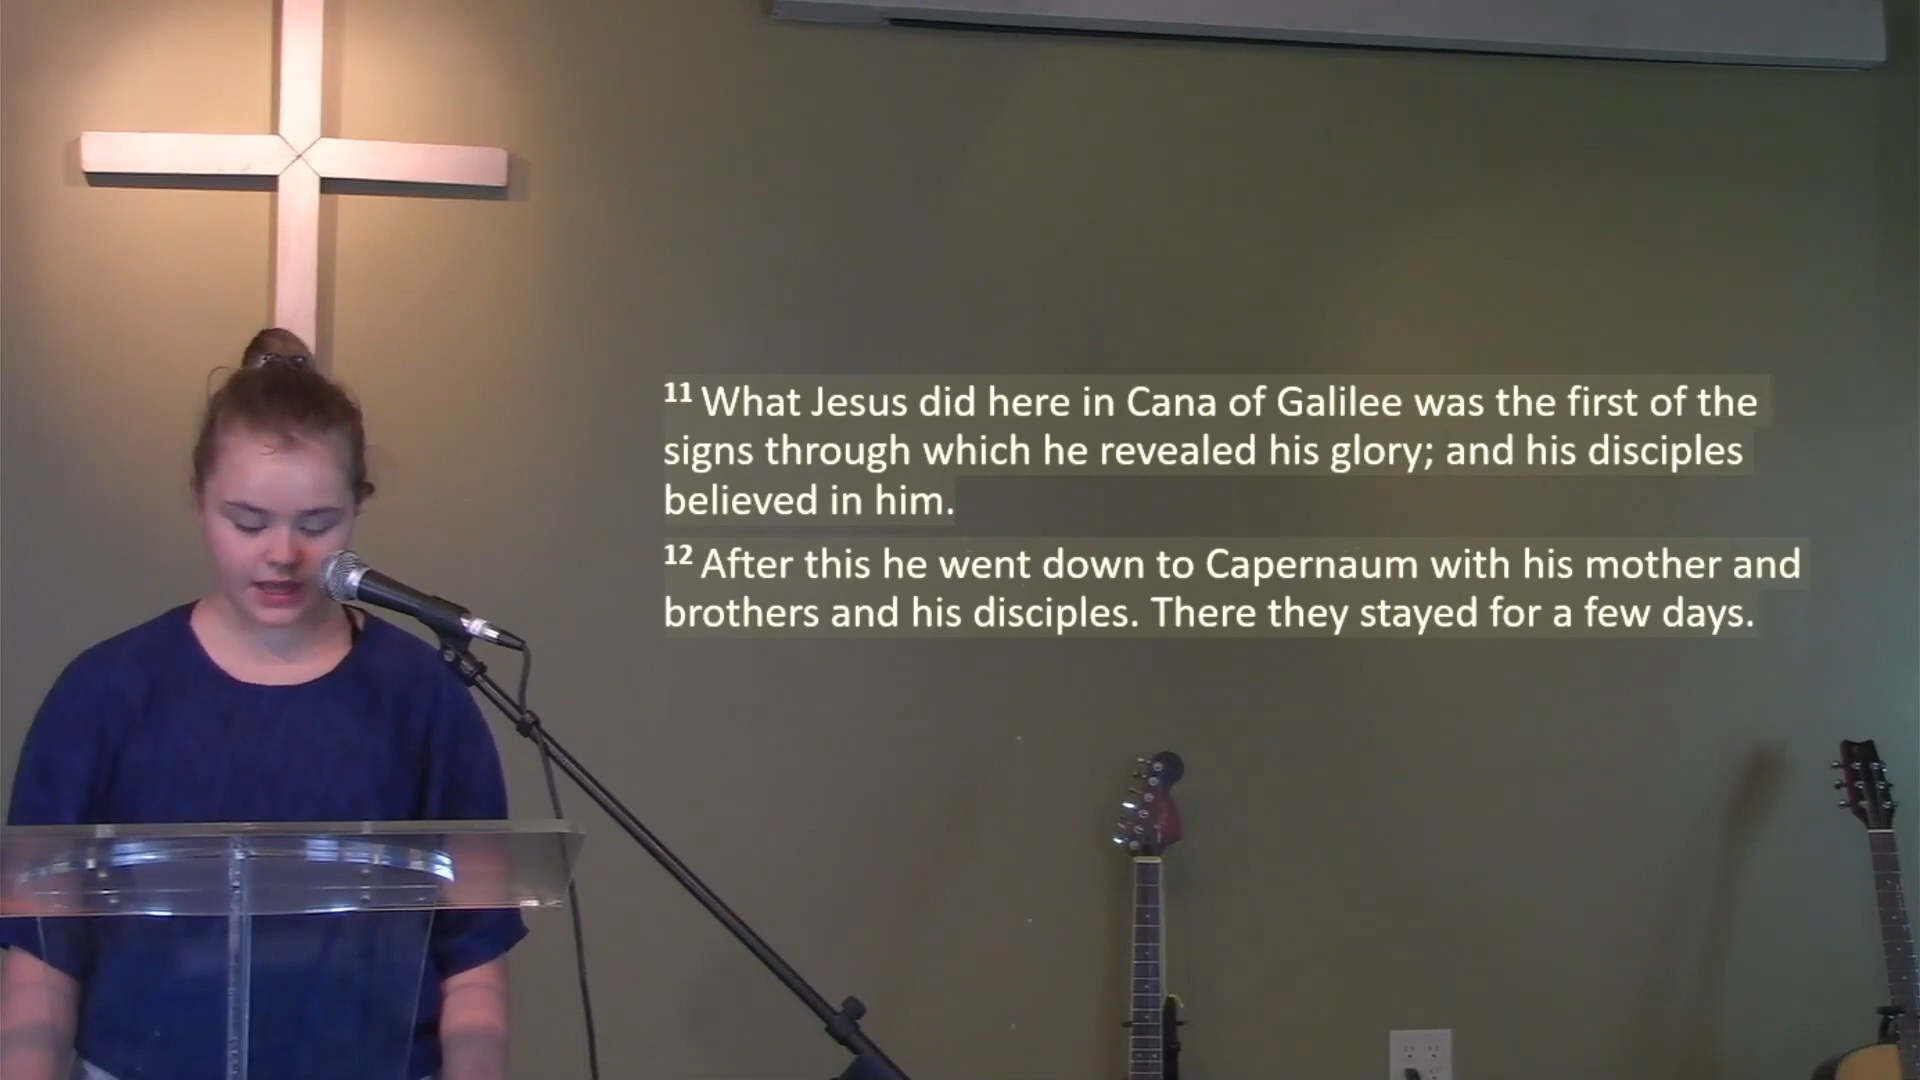 11 What Jesus did here in Cana of Galilee was the first of the
signs through which he revealed his glory; and his disciples
believed in him.
12 After this he went down to Capernaum with his mother and
brothers and his disciples. There they stayed for a few days.